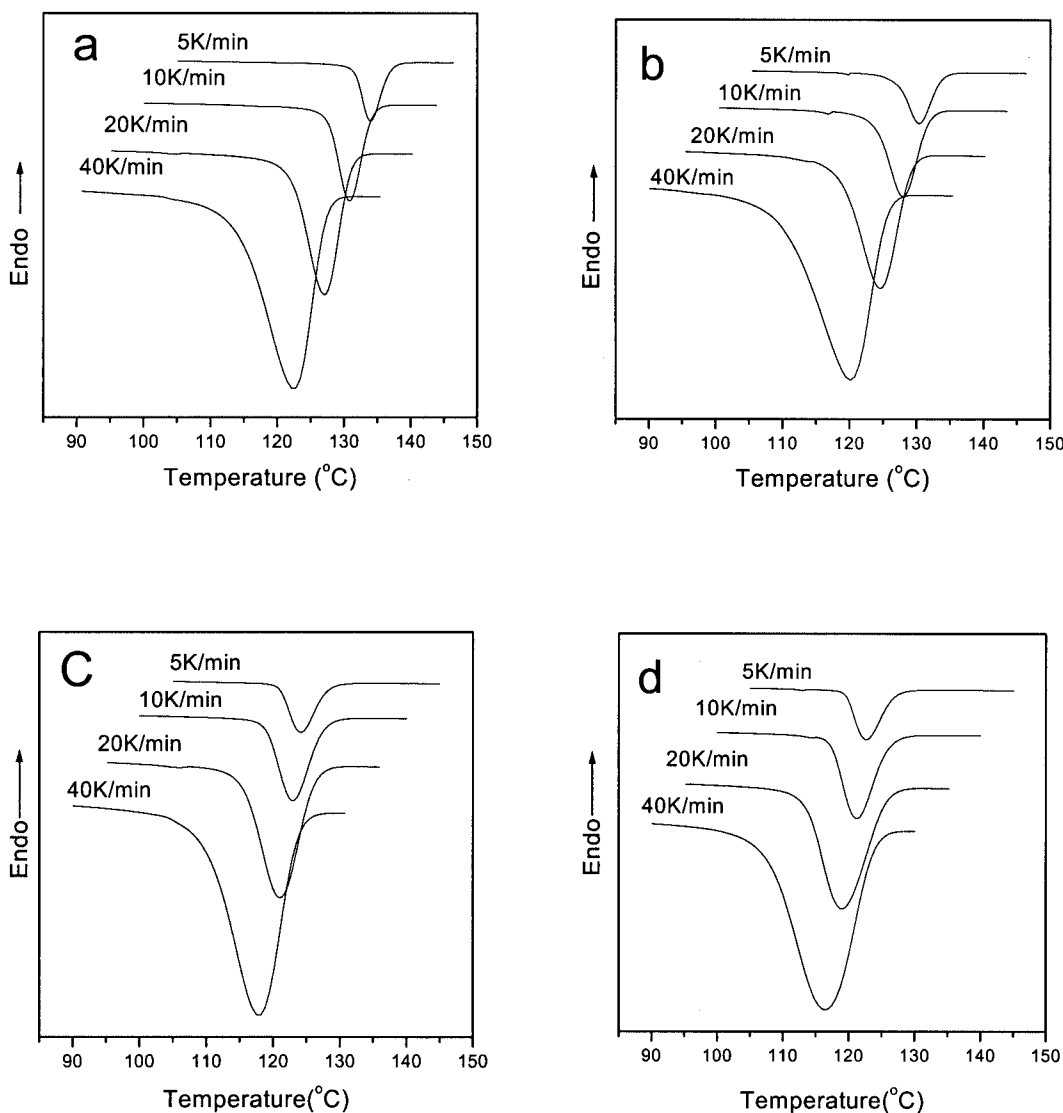 a
5K/min
10K/min
20K/min
40K/min
Endo
90 100 110 120 130 140 150
Temperature (°C)
b
5K/min
10K/min
20K/min
40K/min
Endo
90 100 110 120 130 140 150
Temperature (°C)
C
5K/min
10K/min
20K/min
40K/min
Endo
90 100 110 120 130 140 150
Temperature(°C)
d
5K/min
10K/min
20K/min
40K/min
Endo
90 100 110 120 130 140 150
Temperature(°C)